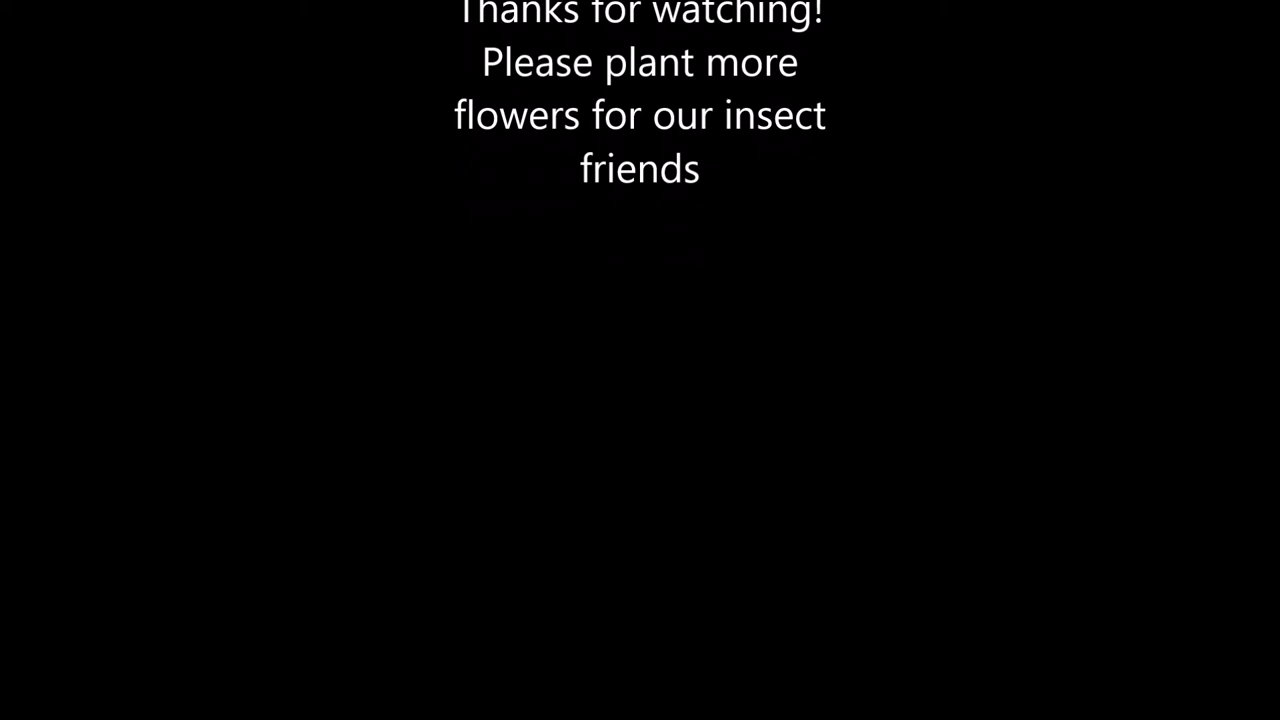 Thanks for watching!
Please plant more
flowers for our insect
friends